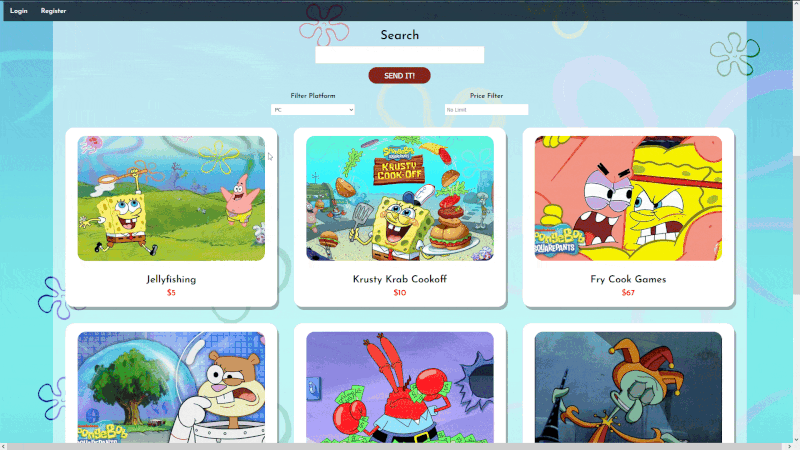 Login Register
Search
SEND IT!
Filter Platform Price Filter
PC No Limit
SpongeBob
SQUAREPANTS
KRUSTY
COOK-OFF
SpongeBob
SQUAREPANTS
Jellyfishing Krusty Krab Cookoff Fry Cook Games
$5 $10 $67
SpongeBob